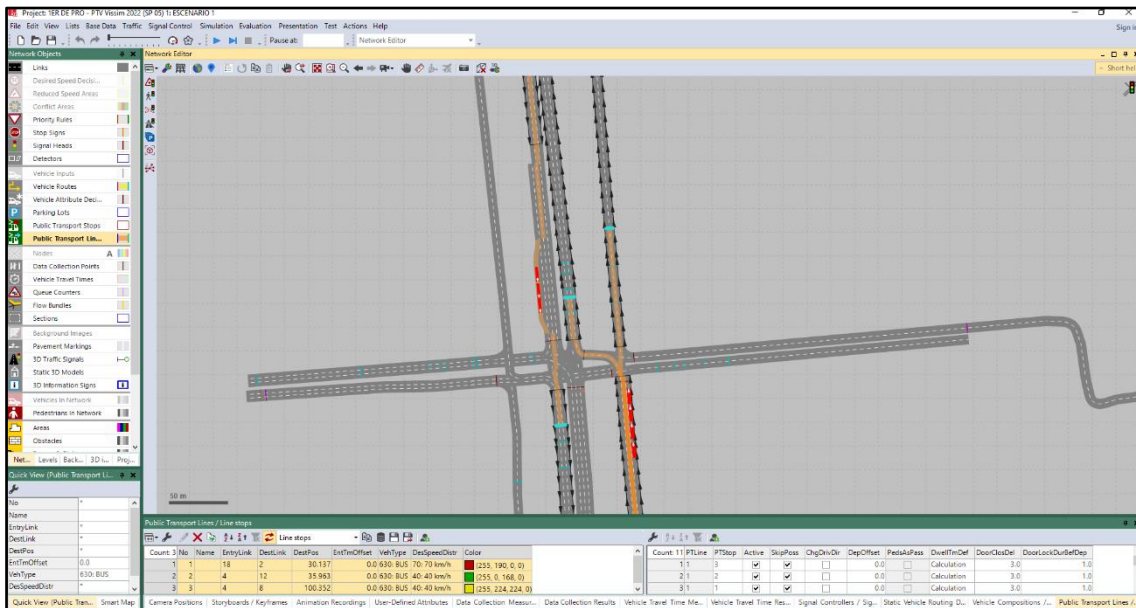 Project: 1ER DE PRO - PTV Vissim 2022 (SP 05) 1: ESCENARIO 1
File Edit View Lists Base Data Traffic Signal Control Simulation Evaluation Presentation Test Actions Help
Sign in
Pause at: Network Editor
Network Objects
Network Editor
Links
Short hel
Desired Speed Decisi...
Reduced Speed Areas
Conflict Areas
Priority Rules
Stop Signs
Signal Heads
Detectors
Vehicle Inputs
Vehicle Routes
Vehicle Attribute Deci...
Parking Lots
Public Transport Stops
Public Transport Lin...
Nodes A
Data Collection Points
Vehicle Travel Times
Queue Counters
Flow Bundles
Sections
Background Images
Pavement Markings
3D Traffic Signals
Static 3D Models
3D Information Signs
Vehicles In Network
Pedestrians In Network
Areas
Obstacles
Net... Levels Back... 3D i... Proj...
Quick View (Public Transport Li...
50 m
No *
Name
EntryLink *
DestLink *
DestPos *
EntTmOffset 0.0
VehType 630: BUS
DesSpeedDistr *
Quick View (Public Tran... Smart Map
Public Transport Lines / Line stops
Line stops
Count: 3 No Name EntryLink DestLink DestPos EntTmOffset VehType DesSpeedDistr Color
1 1 18 2 30.137 0.0 630: BUS 70: 70 km/h (255, 190, 0, 0)
2 2 4 12 35.963 0.0 630: BUS 40: 40 km/h (255, 0, 168, 0)
3 3 4 8 100.352 0.0 630: BUS 40: 40 km/h (255, 224, 224, 0)
Count: 11 PTLine PTStop Active SkipPoss ChgDrivDir DepOffset PedsAsPass DwellTmDef DoorClosDel DoorLockDurBefDep
1 1 3 0.0 Calculation 3.0 1.0
2 1 2 0.0 Calculation 3.0 1.0
3 1 1 0.0 Calculation 3.0 1.0
Camera Positions Storyboards / Keyframes Animation Recordings User-Defined Attributes Data Collection Measur... Data Collection Results Vehicle Travel Time Me... Vehicle Travel Time Res... Signal Controllers / Sig... Static Vehicle Routing D... Vehicle Compositions /... Public Transport Lines /